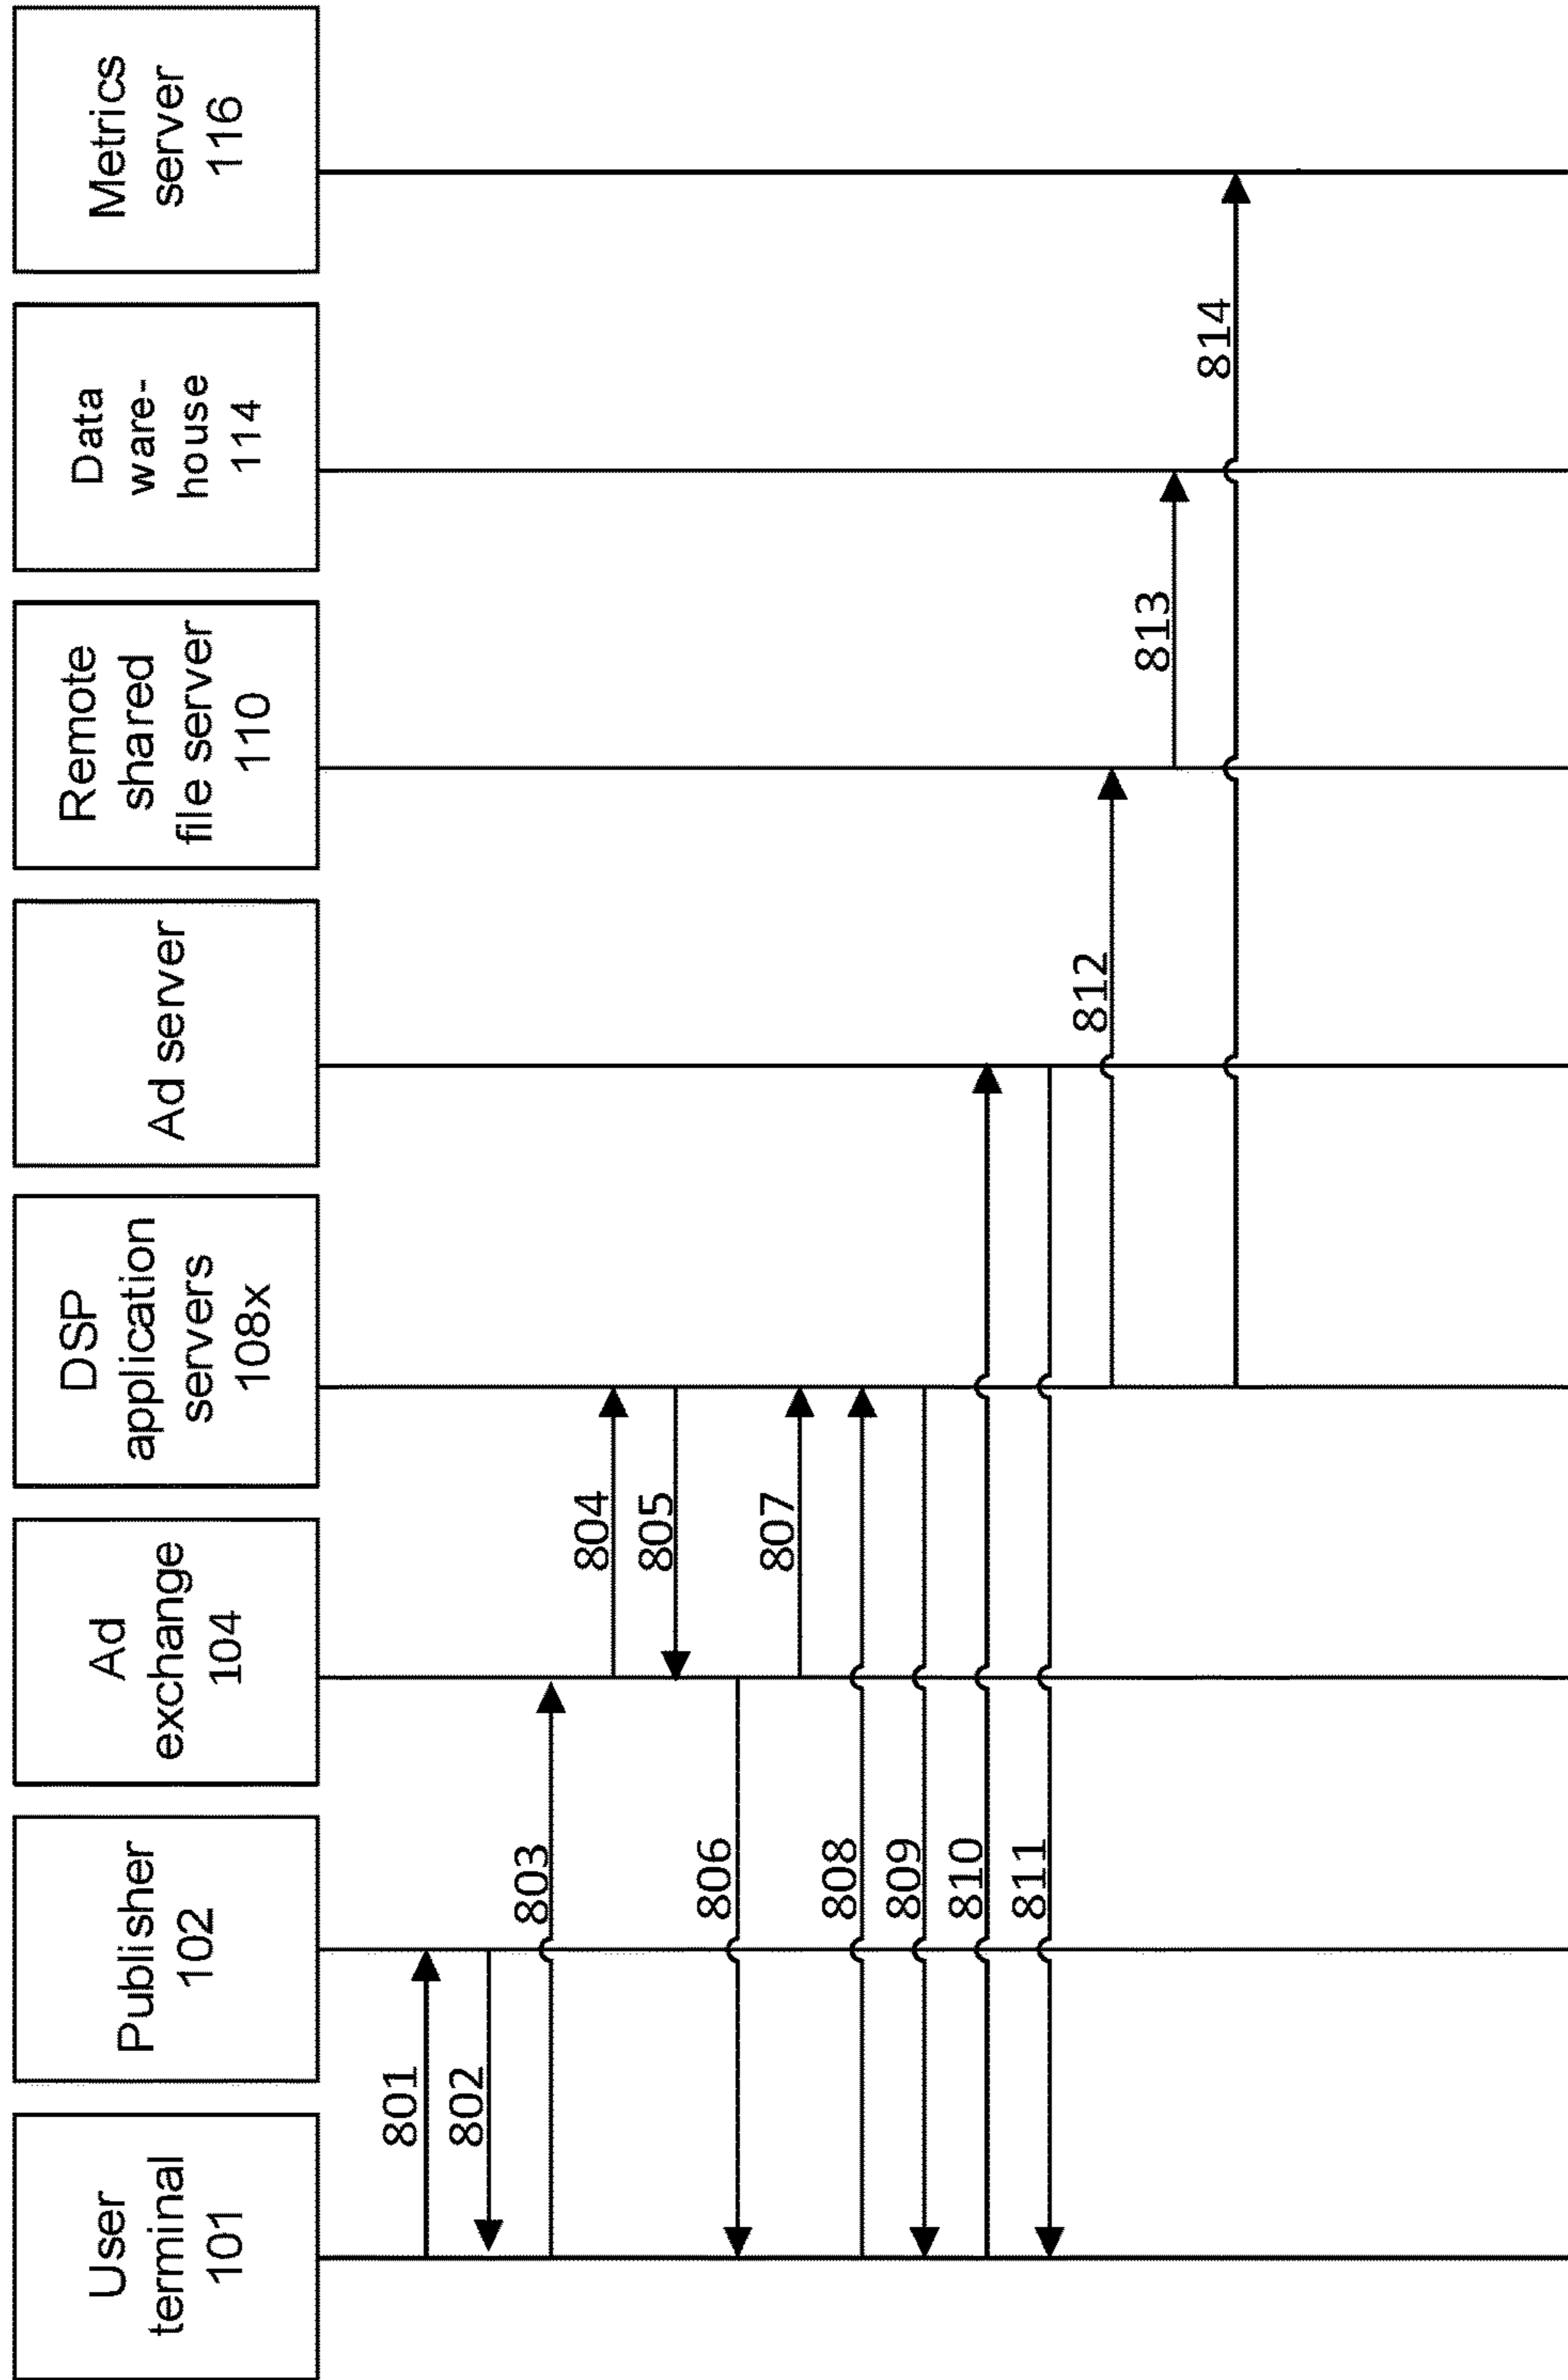 User
terminal
101
Publisher
102
Ad
exchange
104
DSP
application
servers
108x
Ad server
Remote
shared
file server
110
Data
ware-
house
114
Metrics
server
116
801
802
803
804
805
806
807
808
809
810
811
812
813
814